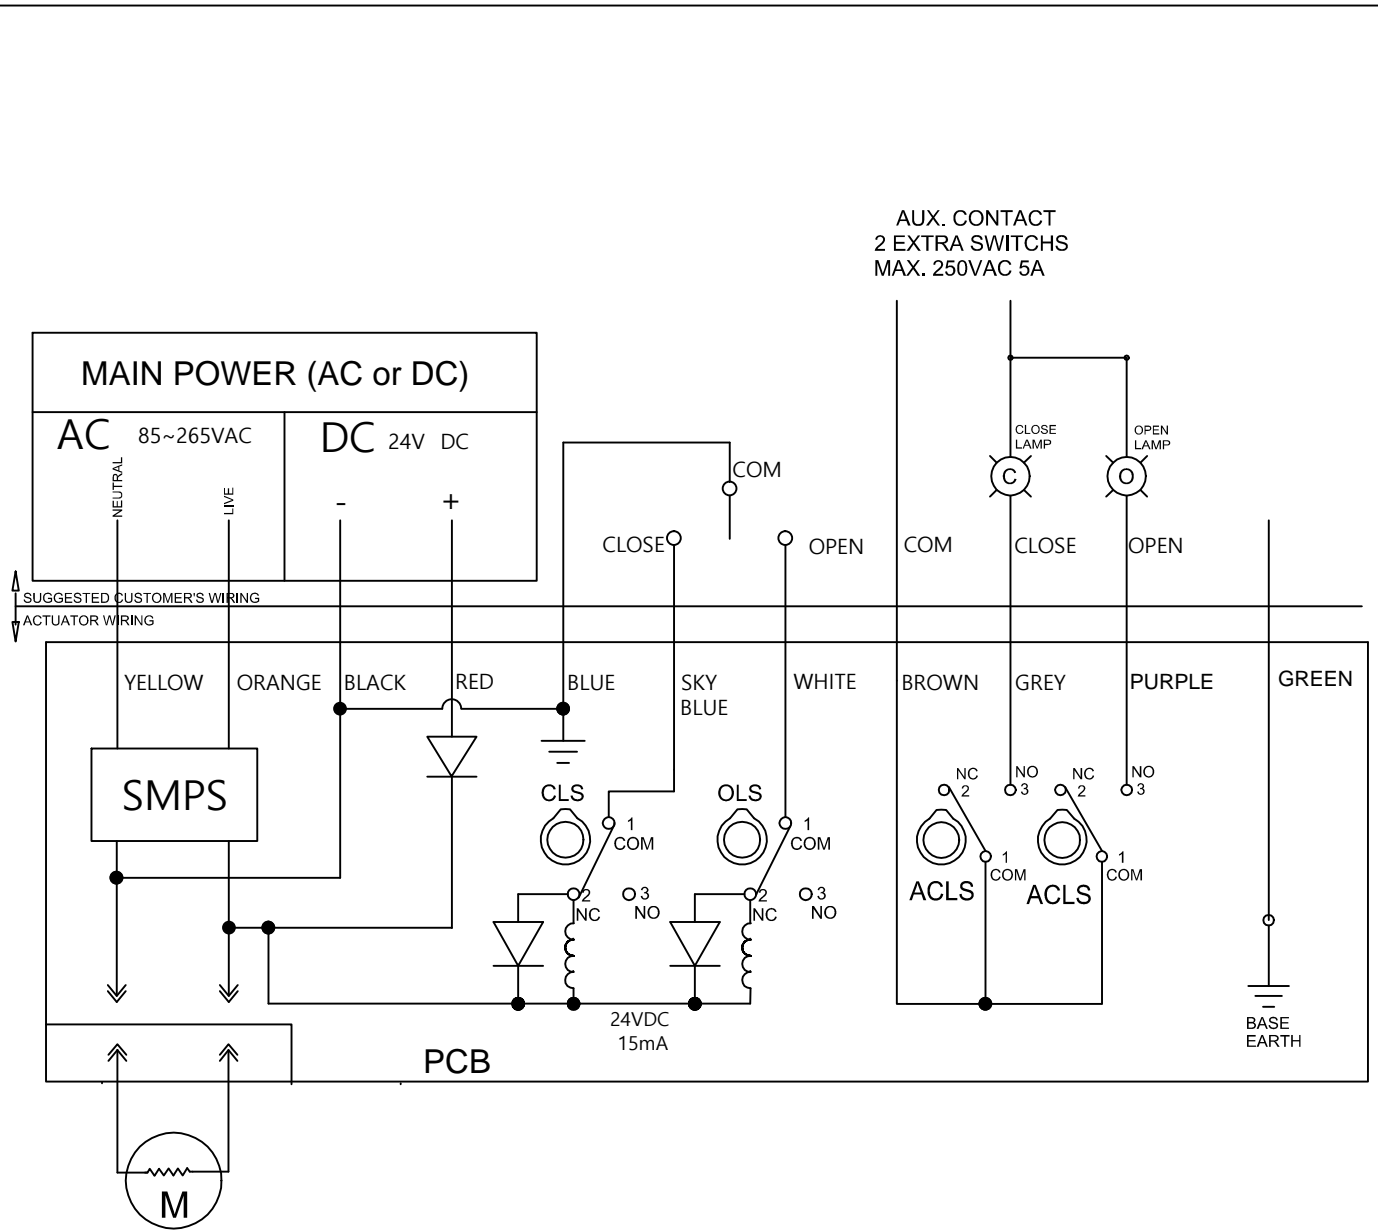 AUX. CONTACT
2 EXTRA SWITCHS
MAX. 250VAC 5A
MAIN POWER (AC or DC)
AC 85~265VAC
DC 24V DC
NEUTRAL
LIVE
- +
COM
CLOSE
OPEN
CLOSE
LAMP
C
OPEN
LAMP
O
COM
CLOSE
OPEN
SUGGESTED CUSTOMER'S WIRING
ACTUATOR WIRING
YELLOW
ORANGE
BLACK
RED
BLUE
SKY
BLUE
WHITE
BROWN
GREY
PURPLE
GREEN
SMPS
CLS
1
COM
2
NC
3
NO
OLS
1
COM
2
NC
3
NO
NC
2
NO
3
1
COM
ACLS
NC
2
NO
3
1
COM
ACLS
24VDC
15mA
BASE
EARTH
PCB
M